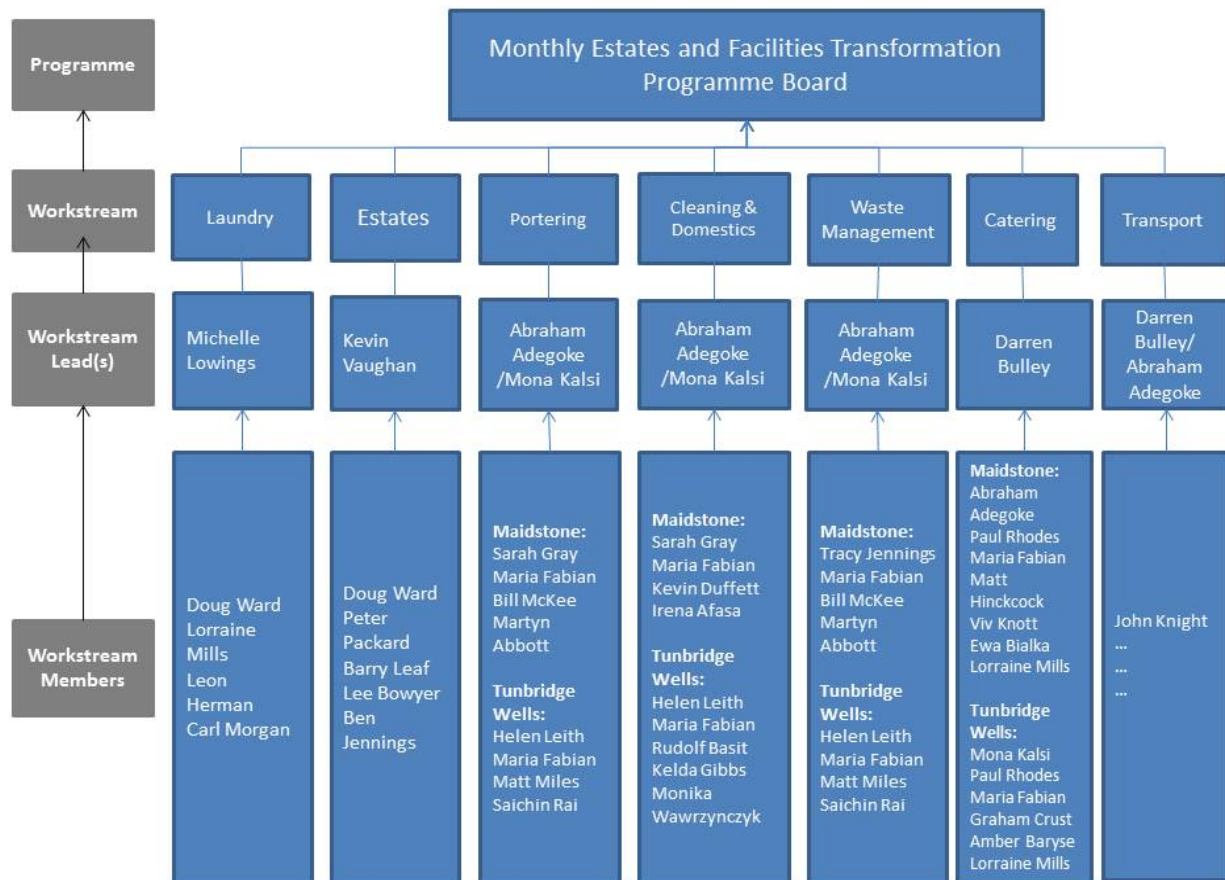 Monthly Estates and Facilities Transformation
Programme Board
Programme
Workstream
Laundry
Estates
Portering
Cleaning &
Domestics
Waste
Management
Catering
Transport
Workstream
Lead(s)
Michelle
Lowings
Kevin
Vaughan
Abraham
Adegoke
/Mona Kalsi
Abraham
Adegoke
/Mona Kalsi
Abraham
Adegoke
/Mona Kalsi
Darren
Bulley
Darren
Bulley/
Abraham
Adegoke
Workstream
Members
Doug Ward
Lorraine
Mills
Leon
Herman
Carl Morgan
Doug Ward
Peter
Packard
Barry Leaf
Lee Bowyer
Ben
Jennings
Maidstone:
Sarah Gray
Maria Fabian
Bill McKee
Martyn
Abbott
Tunbridge
Wells:
Helen Leith
Maria Fabian
Matt Miles
Saichin Rai
Maidstone:
Sarah Gray
Maria Fabian
Kevin Duffett
Irena Afasa
Tunbridge
Wells:
Helen Leith
Maria Fabian
Rudolf Basit
Kelda Gibbs
Monika
Wawrzynczyk
Maidstone:
Tracy Jennings
Maria Fabian
Bill McKee
Martyn
Abbott
Tunbridge
Wells:
Helen Leith
Maria Fabian
Matt Miles
Saichin Rai
Maidstone:
Abraham
Adegoke
Paul Rhodes
Maria Fabian
Matt
Hinckcock
Viv Knott
Ewa Bialka
Lorraine Mills
Tunbridge
Wells:
Mona Kalsi
Paul Rhodes
Maria Fabian
Graham Crust
Amber Baryse
Lorraine Mills
John Knight
...
...
...